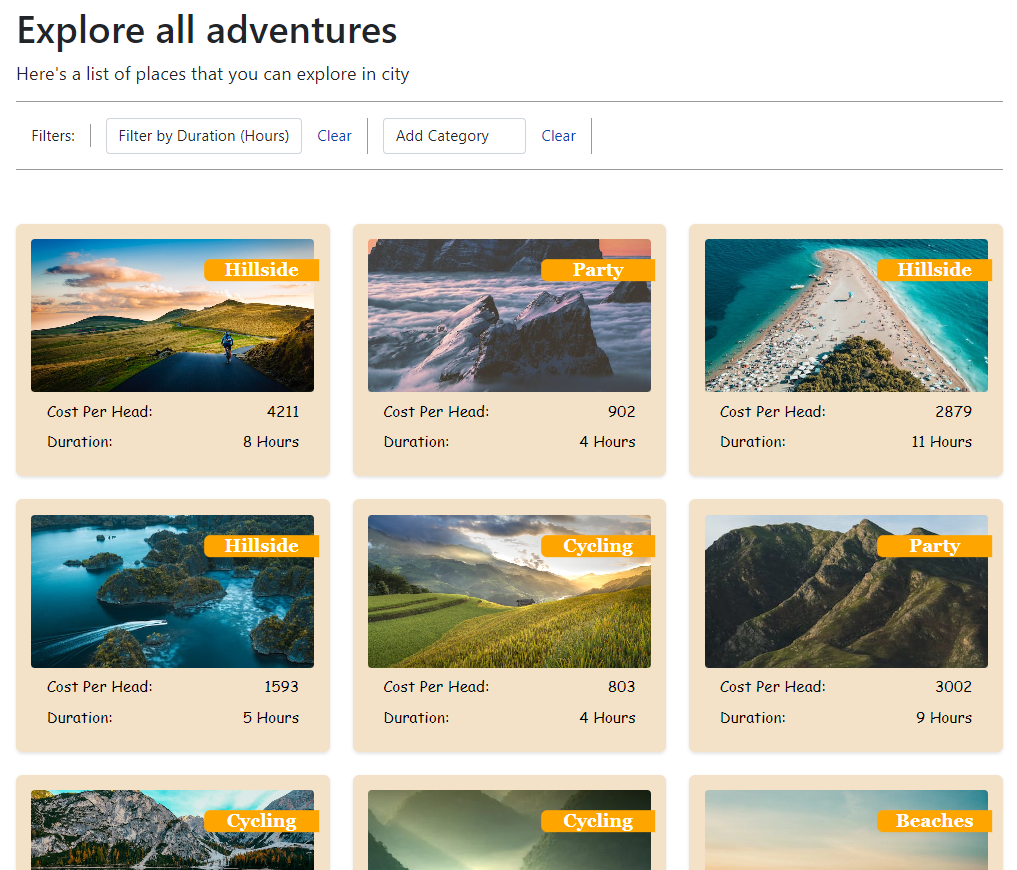 Explore all adventures
Here's a list of places that you can explore in city
Filters: Filter by Duration (Hours) Clear Add Category Clear
Hillside
Cost Per Head: 4211
Duration: 8 Hours
Party
Cost Per Head: 902
Duration: 4 Hours
Hillside
Cost Per Head: 2879
Duration: 11 Hours
Hillside
Cost Per Head: 1593
Duration: 5 Hours
Cycling
Cost Per Head: 803
Duration: 4 Hours
Party
Cost Per Head: 3002
Duration: 9 Hours
Cycling
Cycling
Beaches